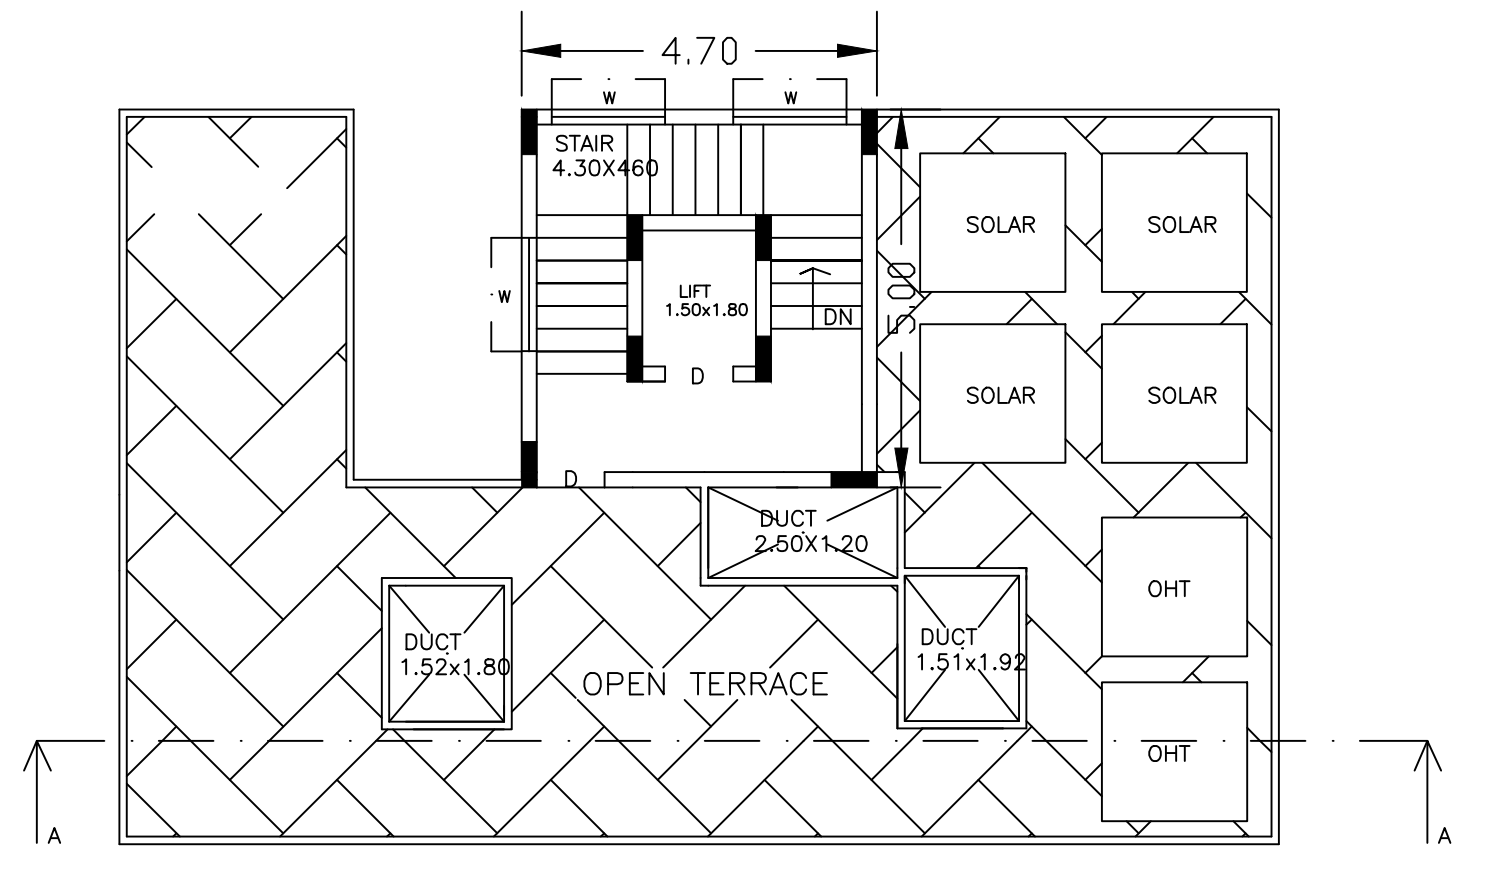 4.70
W
W
STAIR
4.30X460
SOLAR
SOLAR
W
LIFT
1.50x1.80
DN
5.00
D
SOLAR
SOLAR
D
DUCT
2.50X1.20
OHT
DUCT
1.52x1.80
DUCT
1.51x1.92
OPEN TERRACE
OHT
A
A